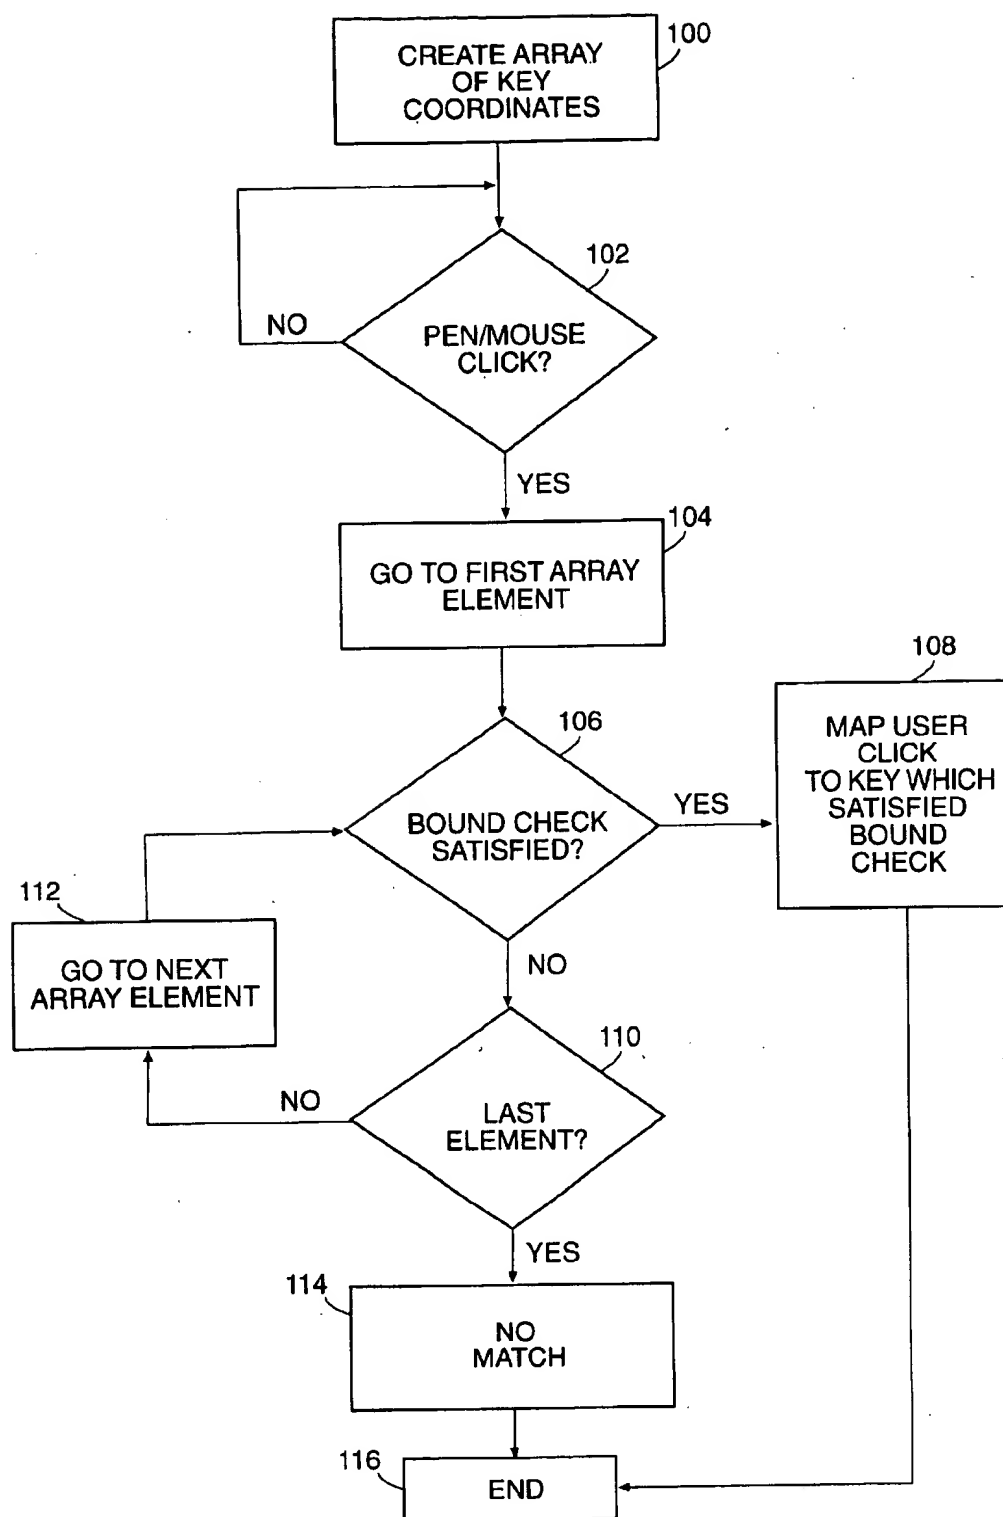 100
CREATE ARRAY
OF KEY
COORDINATES
102
NO
PEN/MOUSE
CLICK?
YES
104
GO TO FIRST ARRAY
ELEMENT
108
106
MAP USER
CLICK
TO KEY WHICH
SATISFIED
BOUND
CHECK
YES
BOUND CHECK
SATISFIED?
112
GO TO NEXT
ARRAY ELEMENT
NO
110
NO
LAST
ELEMENT?
YES
114
NO
MATCH
116
END